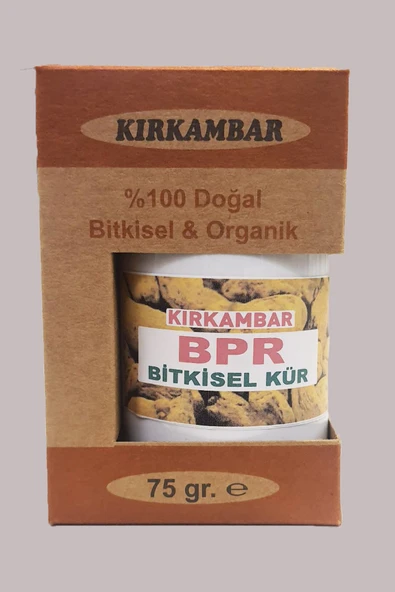 KIRKAMBAR
%100 Doğal
Bitkisel & Organik
KIRKAMBAR
BPR
BİTKİSEL KÜR
75 gr. ℮